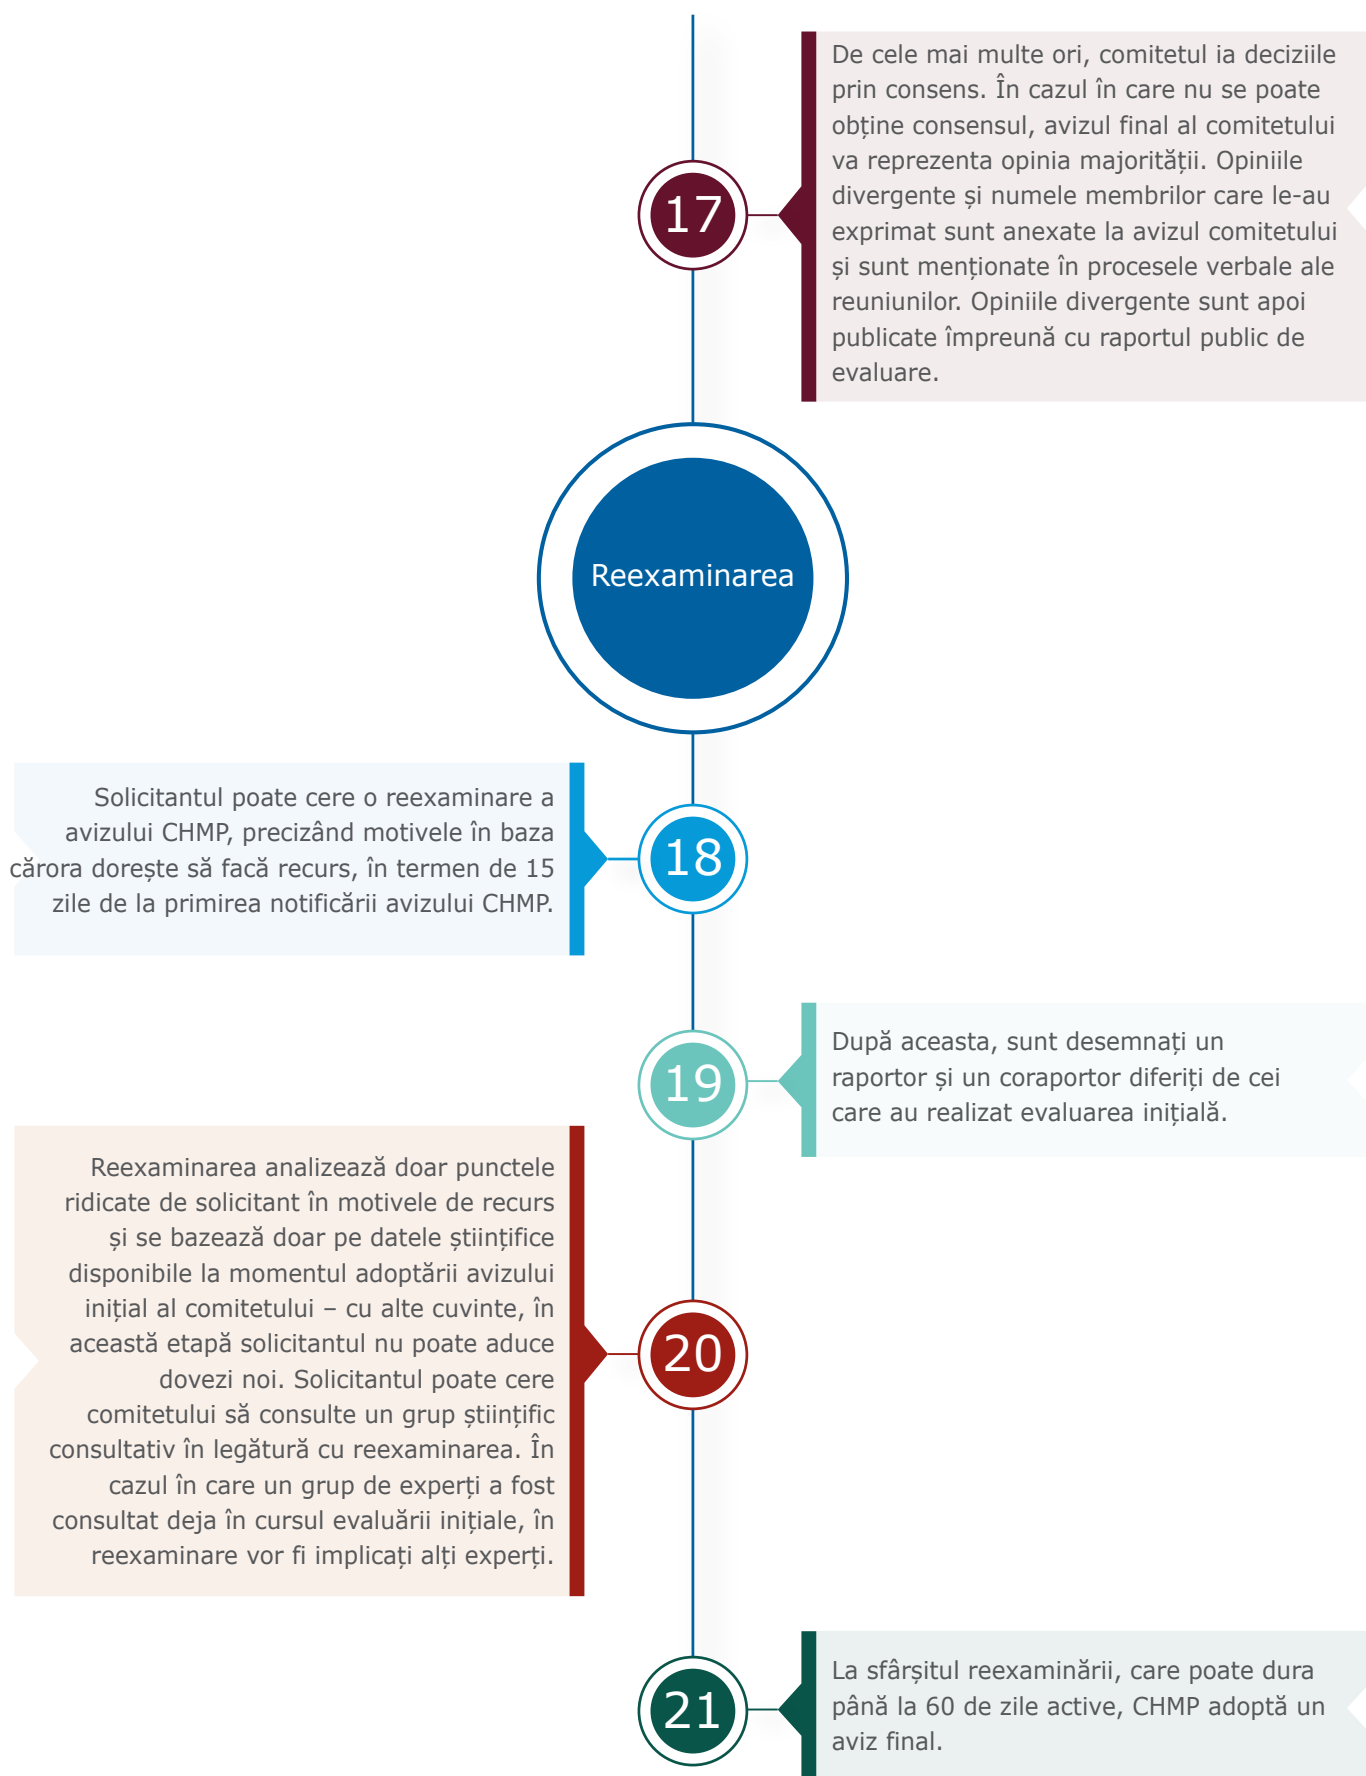 De cele mai multe ori, comitetul ia deciziile
prin consens. În cazul în care nu se poate
obține consensul, avizul final al comitetului
va reprezenta opinia majorității. Opiniile
divergente și numele membrilor care le-au
exprimat sunt anexate la avizul comitetului
și sunt menționate în procesele verbale ale
reuniunilor. Opiniile divergente sunt apoi
publicate împreună cu raportul public de
evaluare.
17
Reexaminarea
Solicitantul poate cere o reexaminare a
avizului CHMP, precizând motivele în baza
cărora dorește să facă recurs, în termen de 15
zile de la primirea notificării avizului CHMP.
18
19
După aceasta, sunt desemnați un
raportor și un coraportor diferiți de cei
care au realizat evaluarea inițială.
Reexaminarea analizează doar punctele
ridicate de solicitant în motivele de recurs
și se bazează doar pe datele științifice
disponibile la momentul adoptării avizului
inițial al comitetului – cu alte cuvinte, în
această etapă solicitantul nu poate aduce
dovezi noi. Solicitantul poate cere
comitetului să consulte un grup științific
consultativ în legătură cu reexaminarea. În
cazul în care un grup de experți a fost
consultat deja în cursul evaluării inițiale, în
reexaminare vor fi implicați alți experți.
20
21
La sfârșitul reexaminării, care poate dura
până la 60 de zile active, CHMP adoptă un
aviz final.